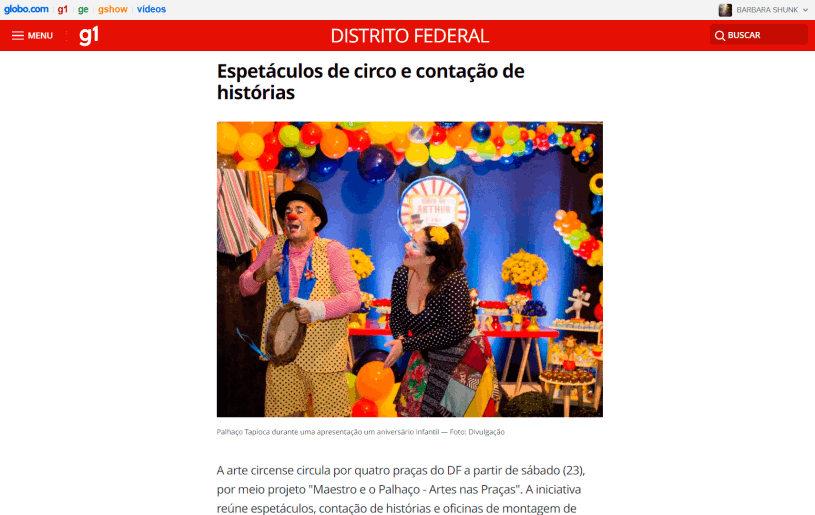 globo.com g1 ge gshow vídeos BARBARA SHUNK
MENU g1 DISTRITO FEDERAL BUSCAR
Espetáculos de circo e contação de
histórias
CIRCO DO
ARTHUR
Palhaço Tapioca durante uma apresentação um aniversário infantil — Foto: Divulgação
A arte circense circula por quatro praças do DF a partir de sábado (23),
por meio projeto "Maestro e o Palhaço - Artes nas Praças". A iniciativa
reúne espetáculos, contação de histórias e oficinas de montagem de